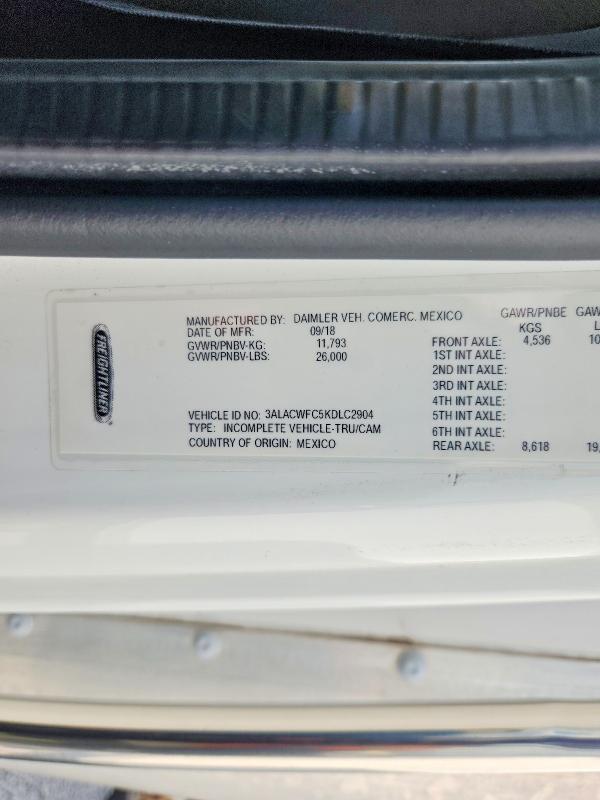 FREIGHTLINER
MANUFACTURED BY: DAIMLER VEH. COMERC. MEXICO
DATE OF MFR: 09/18
GVWR/PNBV-KG: 11,793
GVWR/PNBV-LBS: 26,000
VEHICLE ID NO: 3ALACWFC5KDLC2904
TYPE: INCOMPLETE VEHICLE-TRU/CAM
COUNTRY OF ORIGIN: MEXICO
GAWR/PNBE GAW
KGS L
FRONT AXLE: 4,536 10
1ST INT AXLE:
2ND INT AXLE:
3RD INT AXLE:
4TH INT AXLE:
5TH INT AXLE:
6TH INT AXLE:
REAR AXLE: 8,618 19,